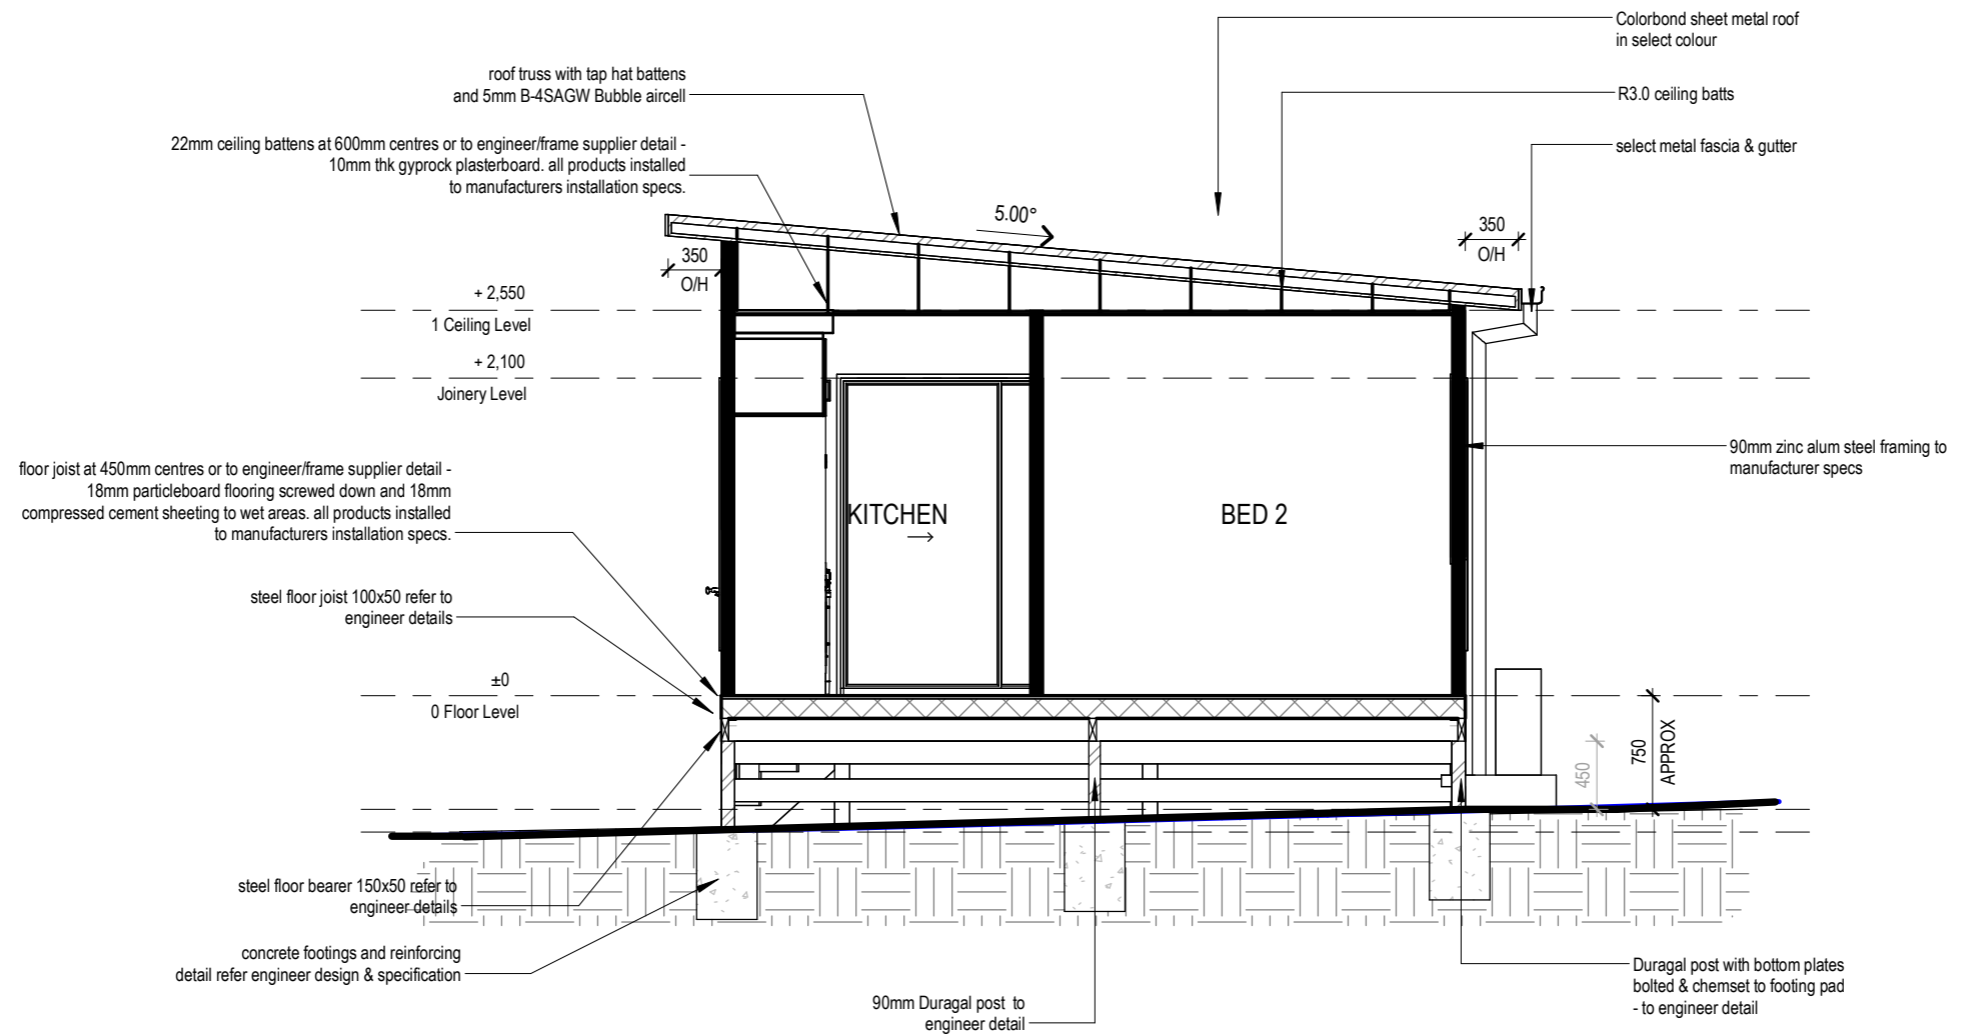 Colorbond sheet metal roof
in select colour
roof truss with tap hat battens
and 5mm B-4SAGW Bubble aircell
R3.0 ceiling batts
22mm ceiling battens at 600mm centres or to engineer/frame supplier detail -
10mm thk gyprock plasterboard. all products installed
to manufacturers installation specs.
select metal fascia & gutter
5.00°
350
O/H
350
O/H
+ 2,550
1 Ceiling Level
+ 2,100
Joinery Level
90mm zinc alum steel framing to
manufacturer specs
floor joist at 450mm centres or to engineer/frame supplier detail -
18mm particleboard flooring screwed down and 18mm
compressed cement sheeting to wet areas. all products installed
to manufacturers installation specs.
KITCHEN
BED 2
steel floor joist 100x50 refer to
engineer details
±0
0 Floor Level
450
750
APPROX
steel floor bearer 150x50 refer to
engineer details
concrete footings and reinforcing
detail refer engineer design & specification
90mm Duragal post to
engineer detail
Duragal post with bottom plates
bolted & chemset to footing pad
- to engineer detail